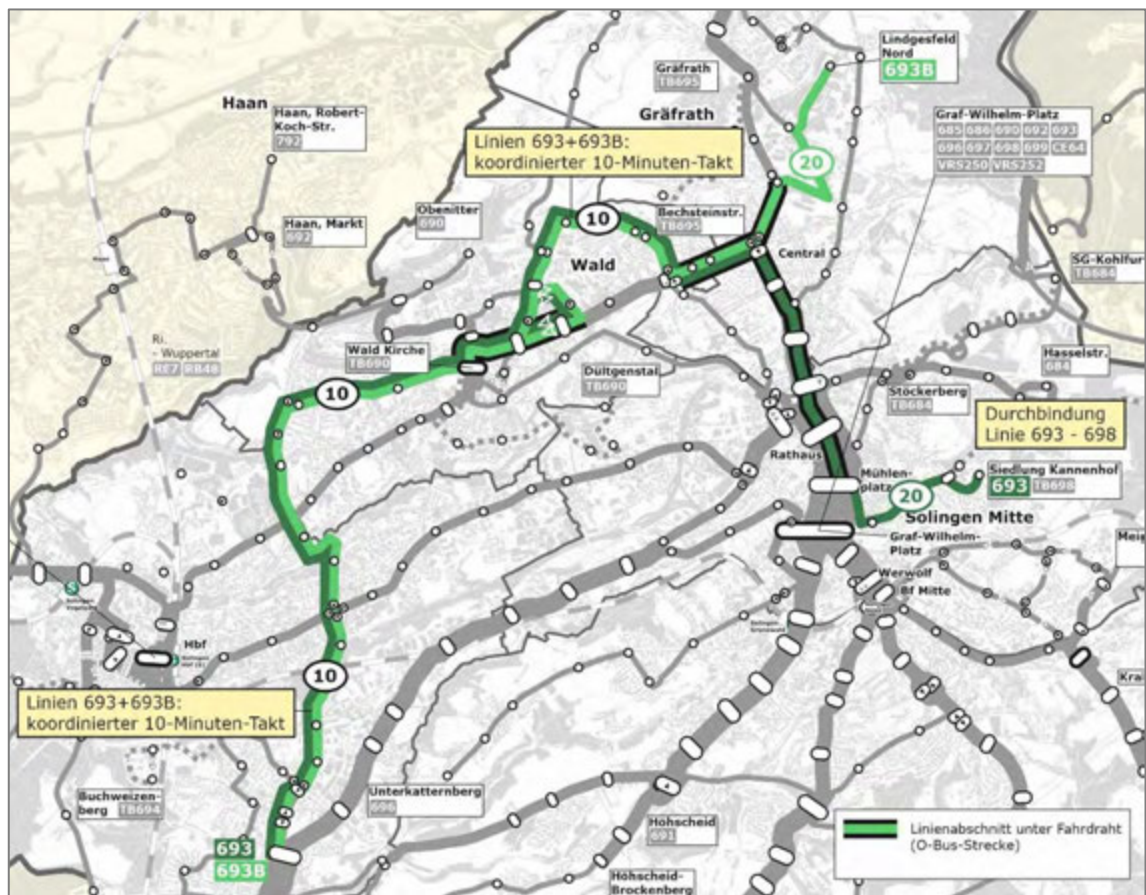 Lindgesfeld
Nord
693B
Gräfrath
TB695
Gräfrath
Haan
Haan, Robert-
Koch-Str.
792
Linien 693+693B:
koordinierter 10-Minuten-Takt
Graf-Wilhelm-Platz
685 686 690 692 693
696 697 698 699 CE64
VRS250 VRS252
20
Obenitter
690
10
Bechsteinstr.
TB695
Haan, Markt
692
Wald
Central
SG-Kohlfur
TB684
Ri.
- Wuppertal
RE7 RB48
Wald Kirche
TB690
Dültgenstal
TB690
Hasselstr.
684
10
Stöckerberg
TB684
Durchbindung
Linie 693 - 698
Rathaus
Mühlen-
platz
Siedlung Kannenhof
693 TB698
20
Solingen Mitte
Graf-Wilhelm-
Platz
Meig
Werwolf
Bf Mitte
Hbf
10
Krai
Linien 693+693B:
koordinierter 10-Minuten-Takt
Buchweizen-
berg TB694
Unterkatternberg
696
Höhscheid
691
693
693B
Linienabschnitt unter Fahrdraht
(O-Bus-Strecke)
Höhscheid-
Brockenberg